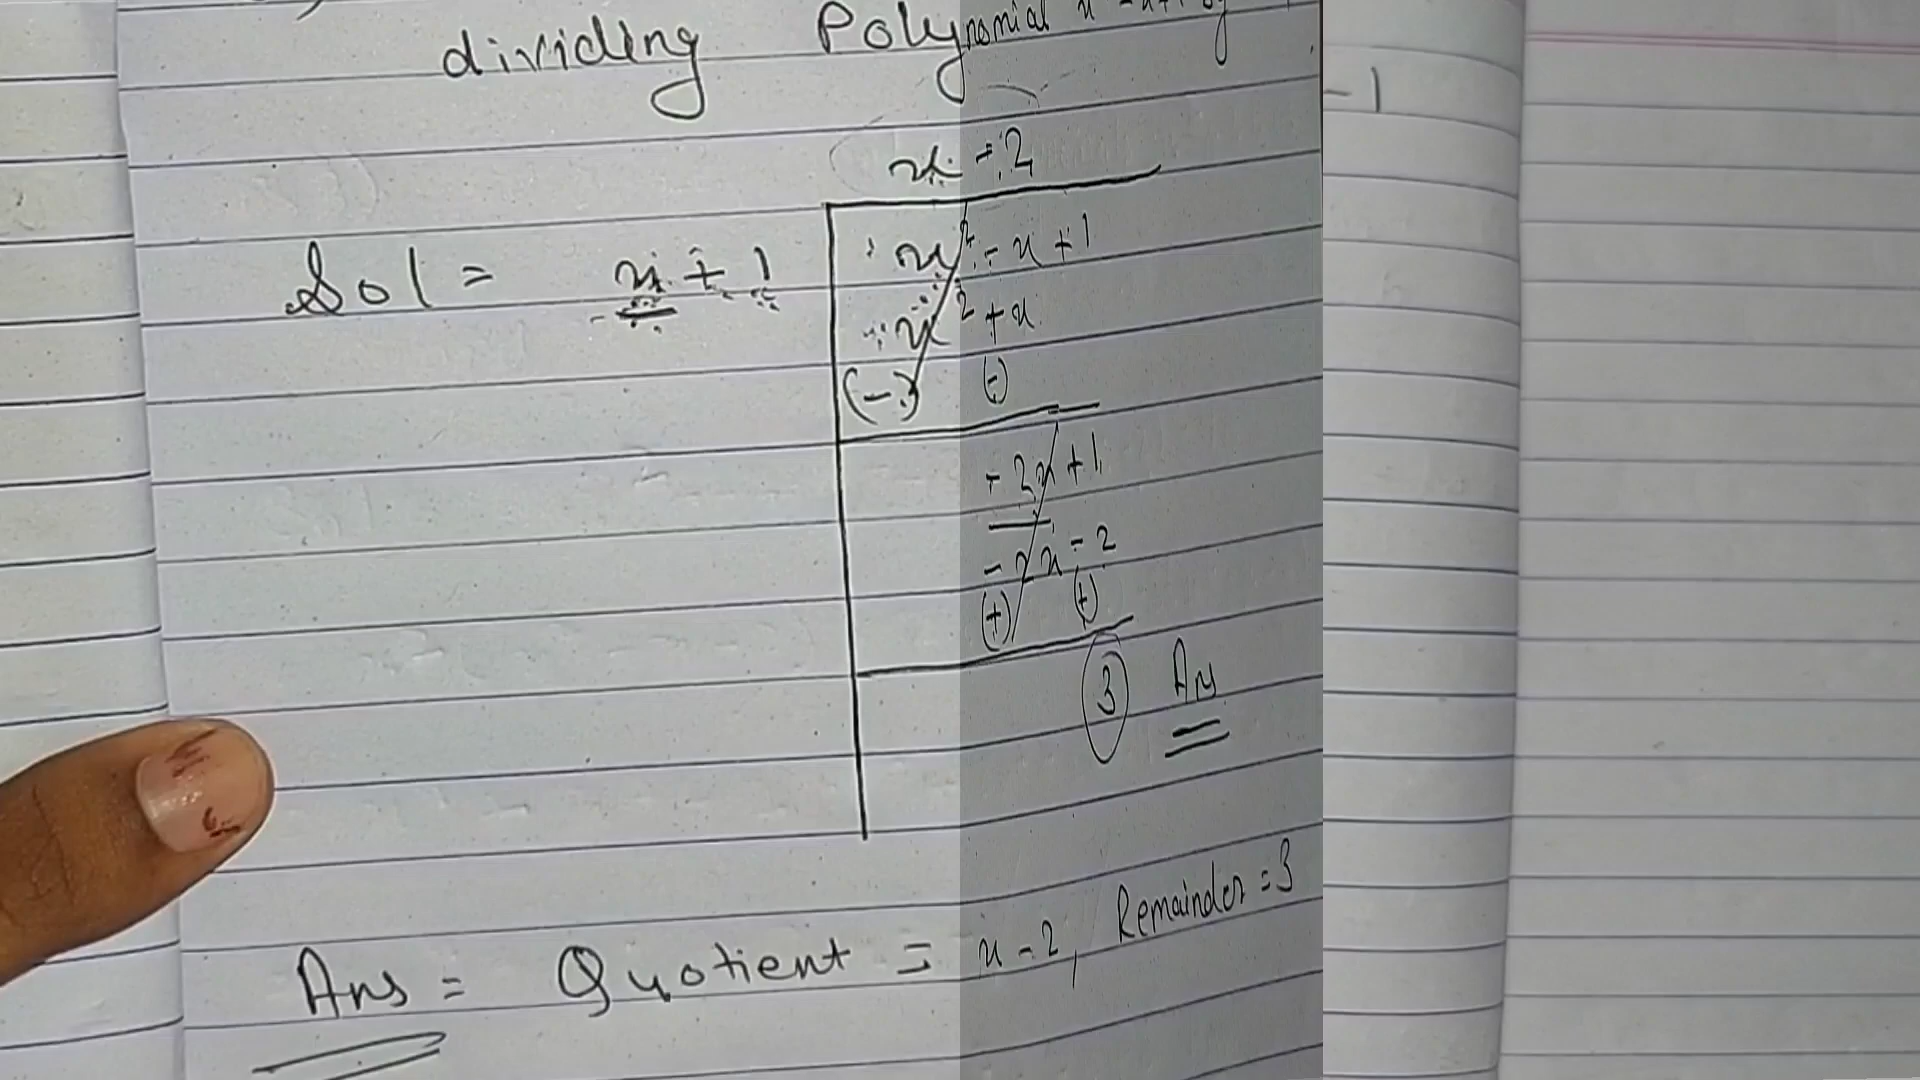 dividing Polynomial
x - 2
Sol = x + 1
x² - x + 1
x² + x
(-) (-)
- 2x + 1
- 2x - 2
(+) (+)
3 Ans
Ans = Quotient = x - 2, Remainder = 3
- 1